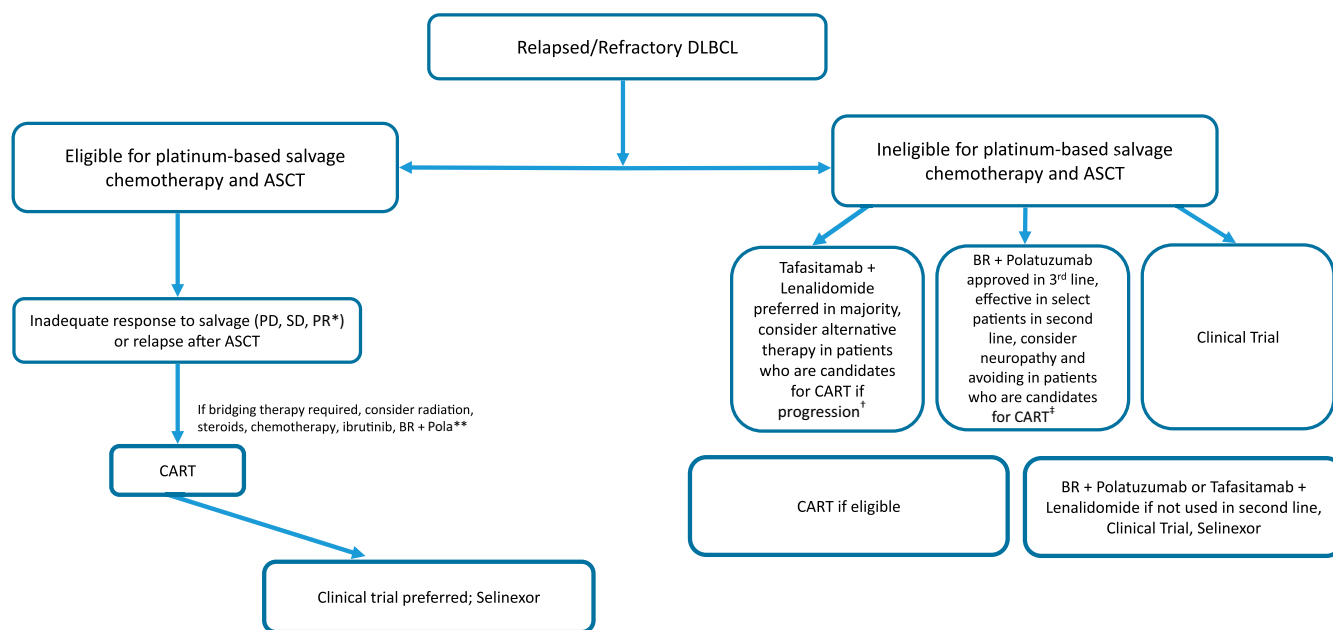 Relapsed/Refractory DLBCL
Eligible for platinum-based salvage
chemotherapy and ASCT
Ineligible for platinum-based salvage
chemotherapy and ASCT
Inadequate response to salvage (PD, SD, PR*)
or relapse after ASCT
If bridging therapy required, consider radiation,
steroids, chemotherapy, ibrutinib, BR + Pola**
CART
Clinical trial preferred; Selinexor
Tafasitamab +
Lenalidomide
preferred in majority,
consider alternative
therapy in patients
who are candidates
for CART if
progression†
BR + Polatuzumab
approved in 3rd line,
effective in select
patients in second
line, consider
neuropathy and
avoiding in patients
who are candidates
for CART‡
Clinical Trial
CART if eligible
BR + Polatuzumab or Tafasitamab +
Lenalidomide if not used in second line,
Clinical Trial, Selinexor